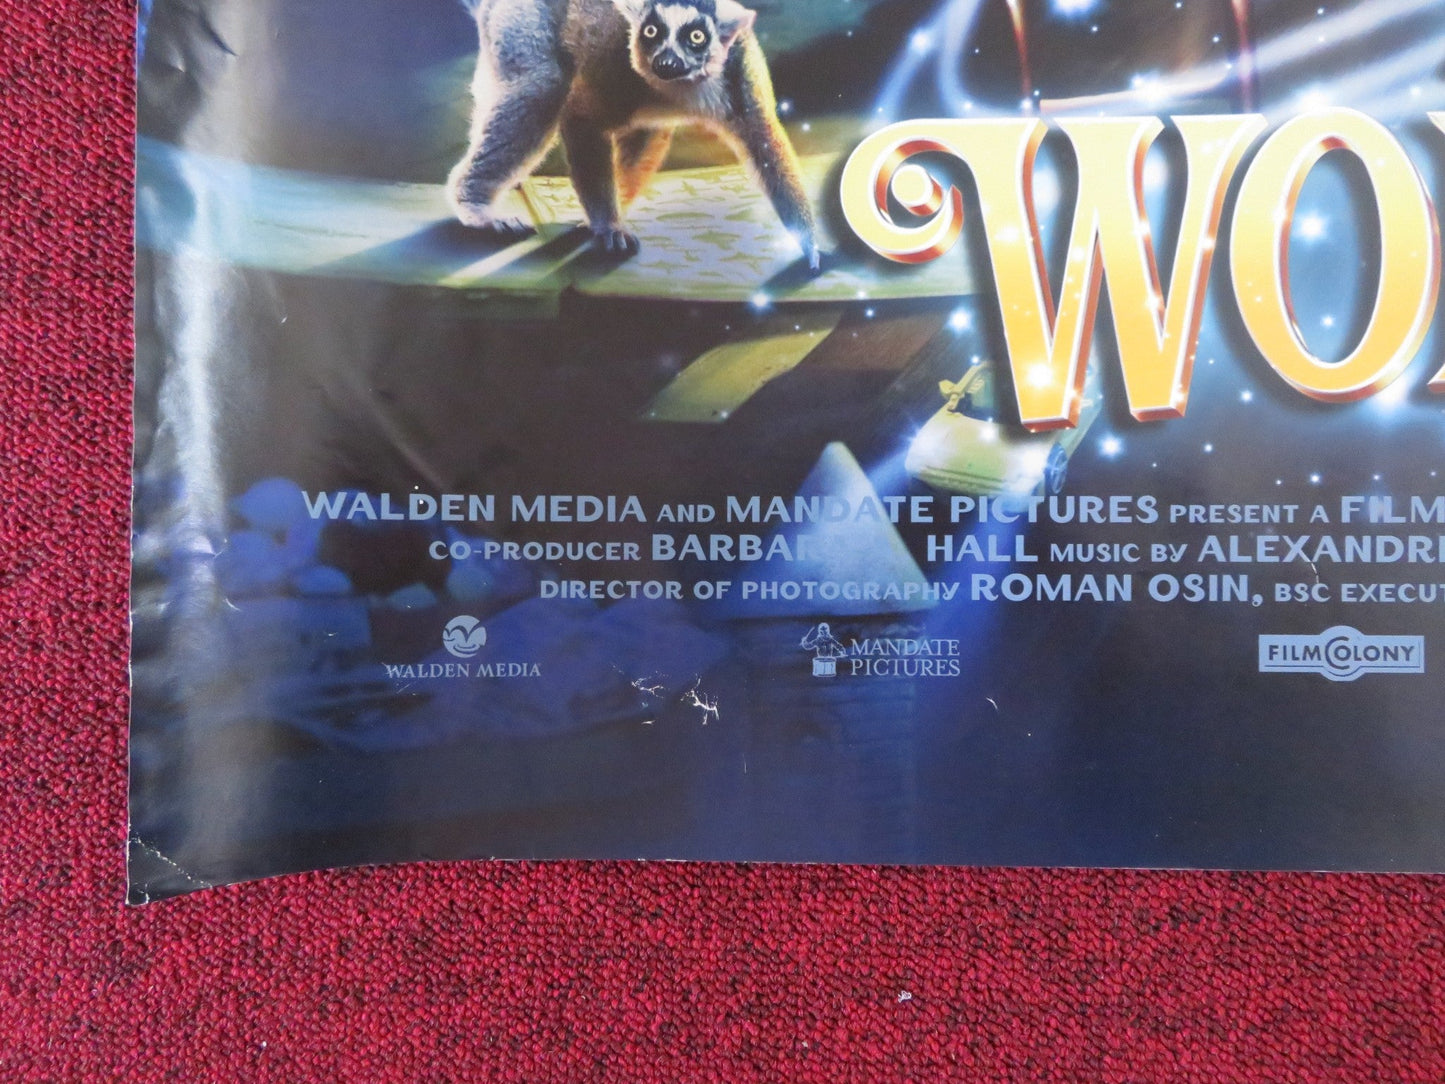 WO
WALDEN MEDIA AND MANDATE PICTURES PRESENT A FILM
CO-PRODUCER BARBAR HALL MUSIC BY ALEXANDR
DIRECTOR OF PHOTOGRAPHY ROMAN OSIN, BSC EXECUT
WALDEN MEDIA
MANDATE PICTURES
FILMCOLONY